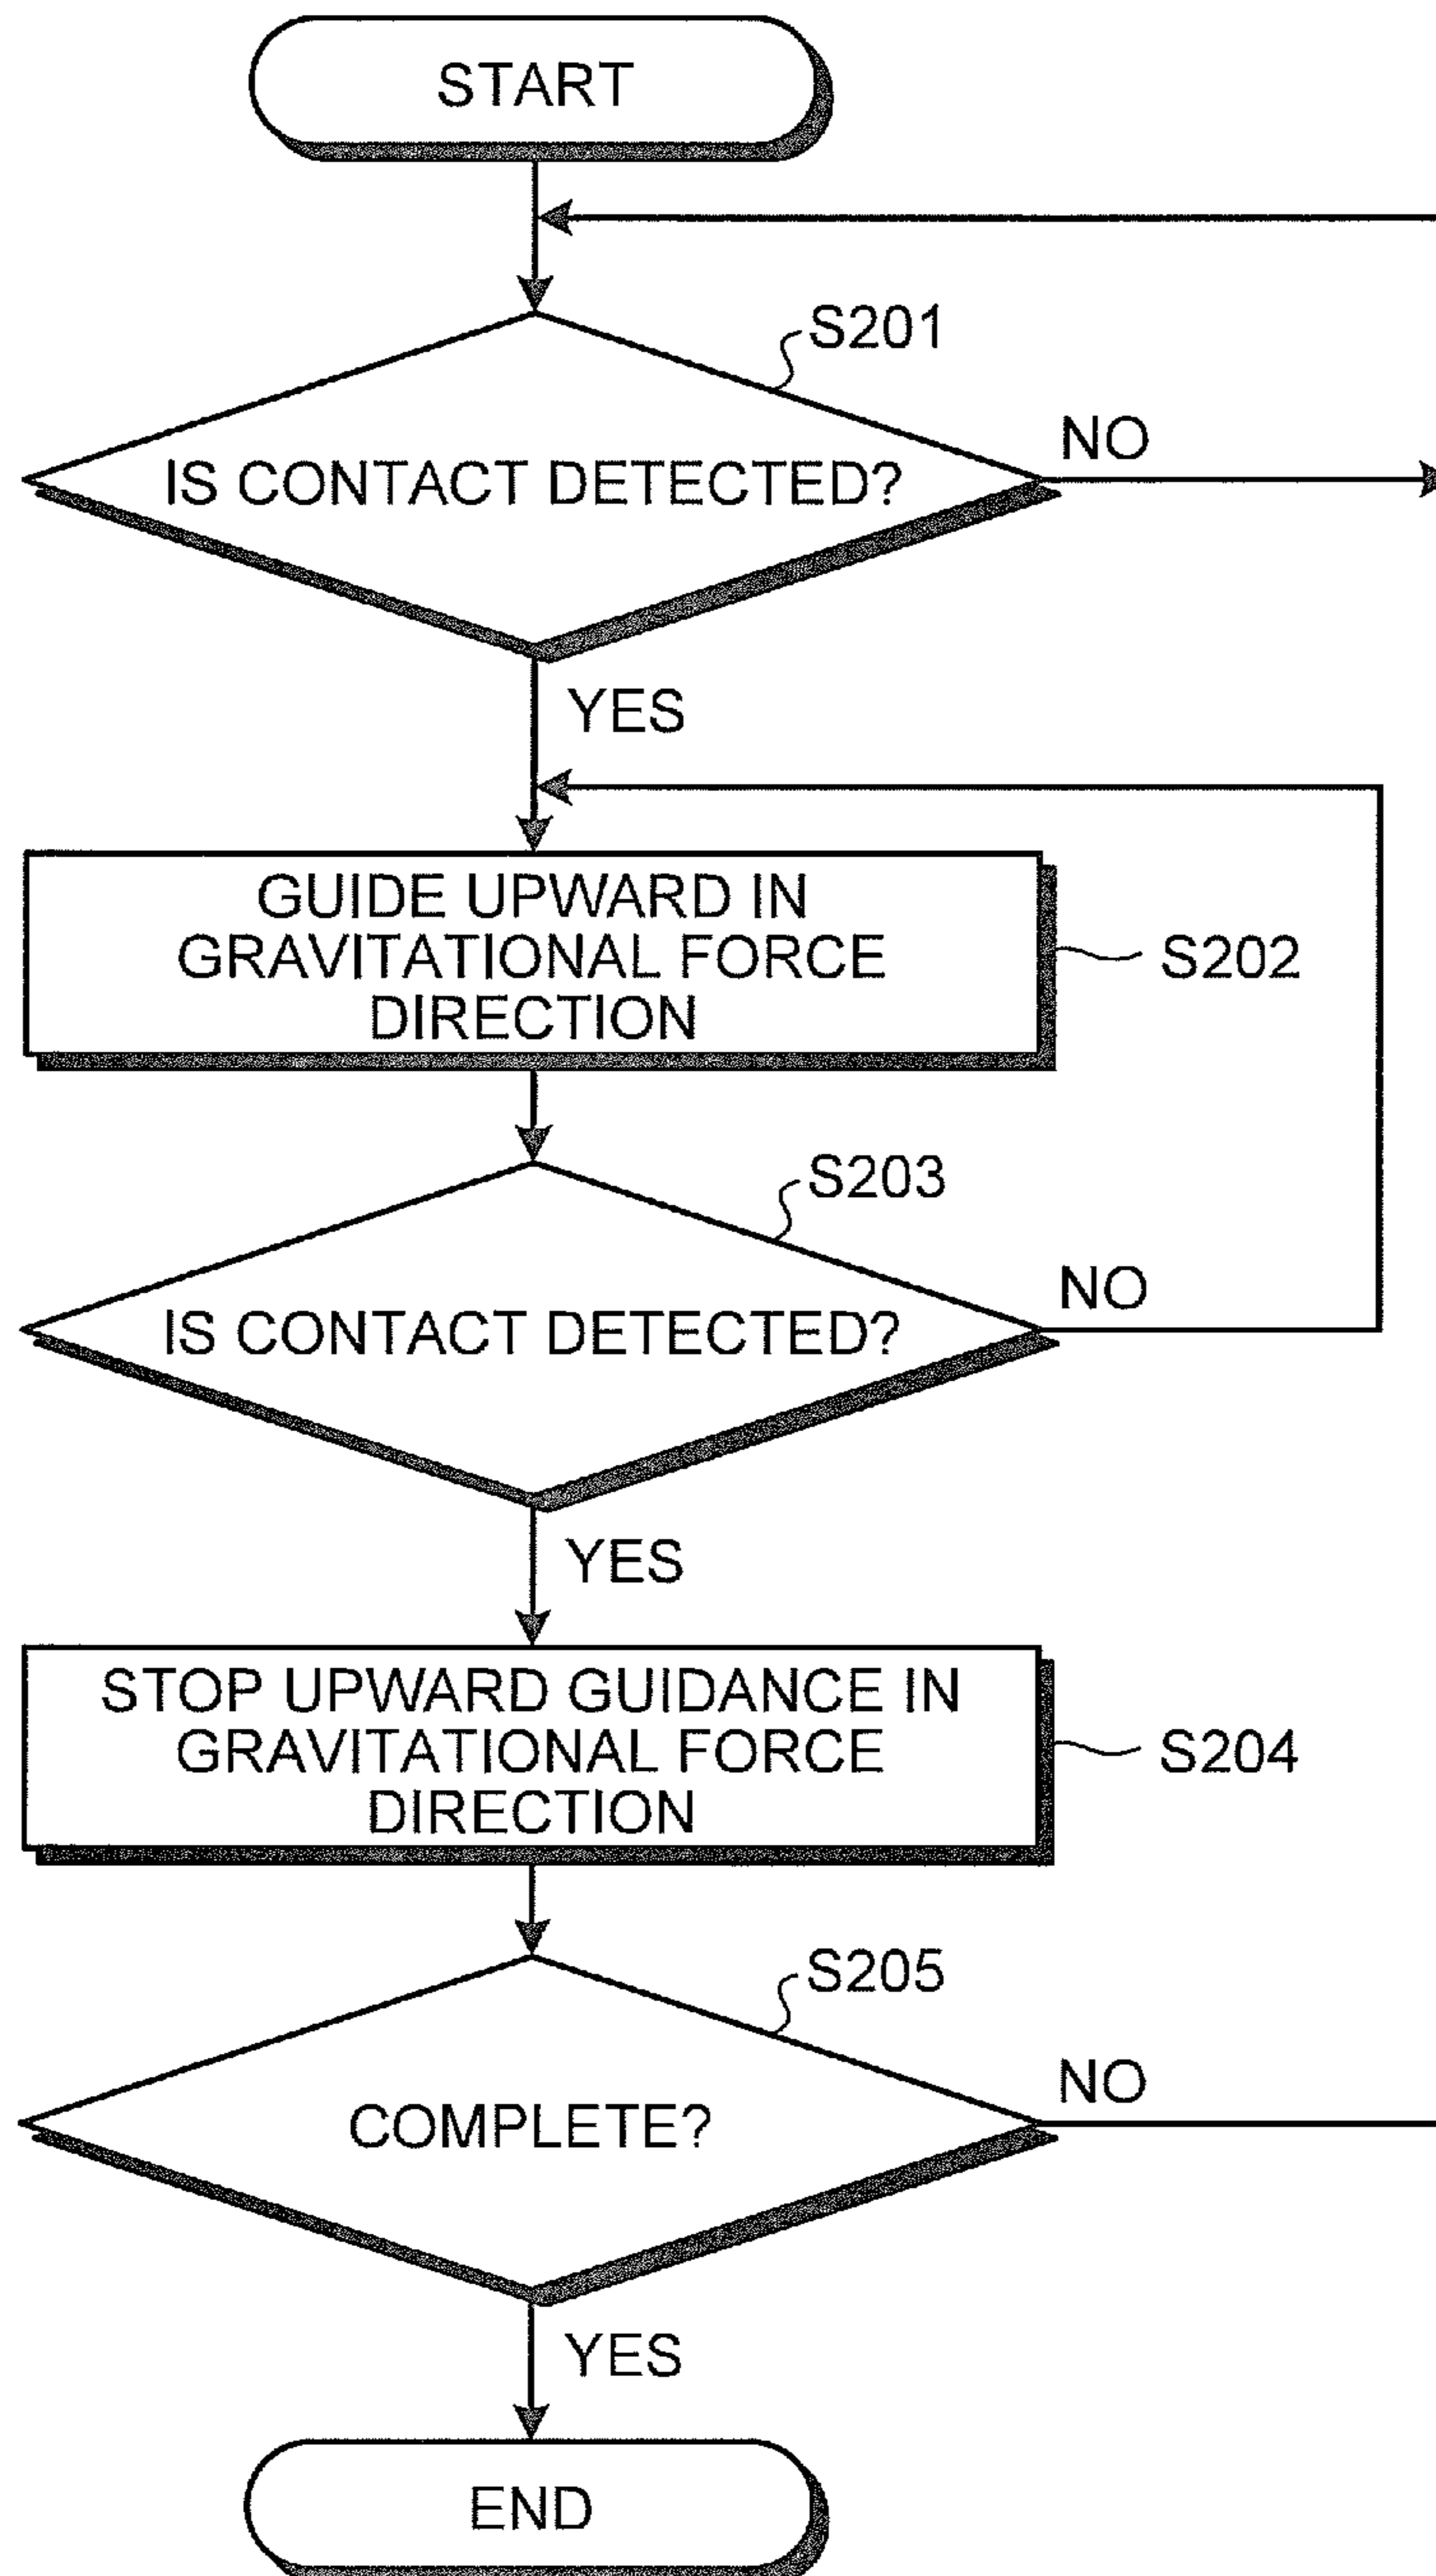 START
S201
IS CONTACT DETECTED?
NO
YES
GUIDE UPWARD IN
GRAVITATIONAL FORCE
DIRECTION
S202
S203
IS CONTACT DETECTED?
NO
YES
STOP UPWARD GUIDANCE IN
GRAVITATIONAL FORCE
DIRECTION
S204
S205
COMPLETE?
NO
YES
END